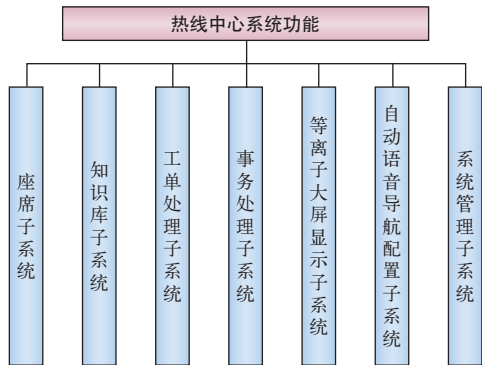 热线中心系统功能
座席子系统
知识库子系统
工单处理子系统
事务处理子系统
等离子大屏显示子系统
自动语音导航配置子系统
系统管理子系统